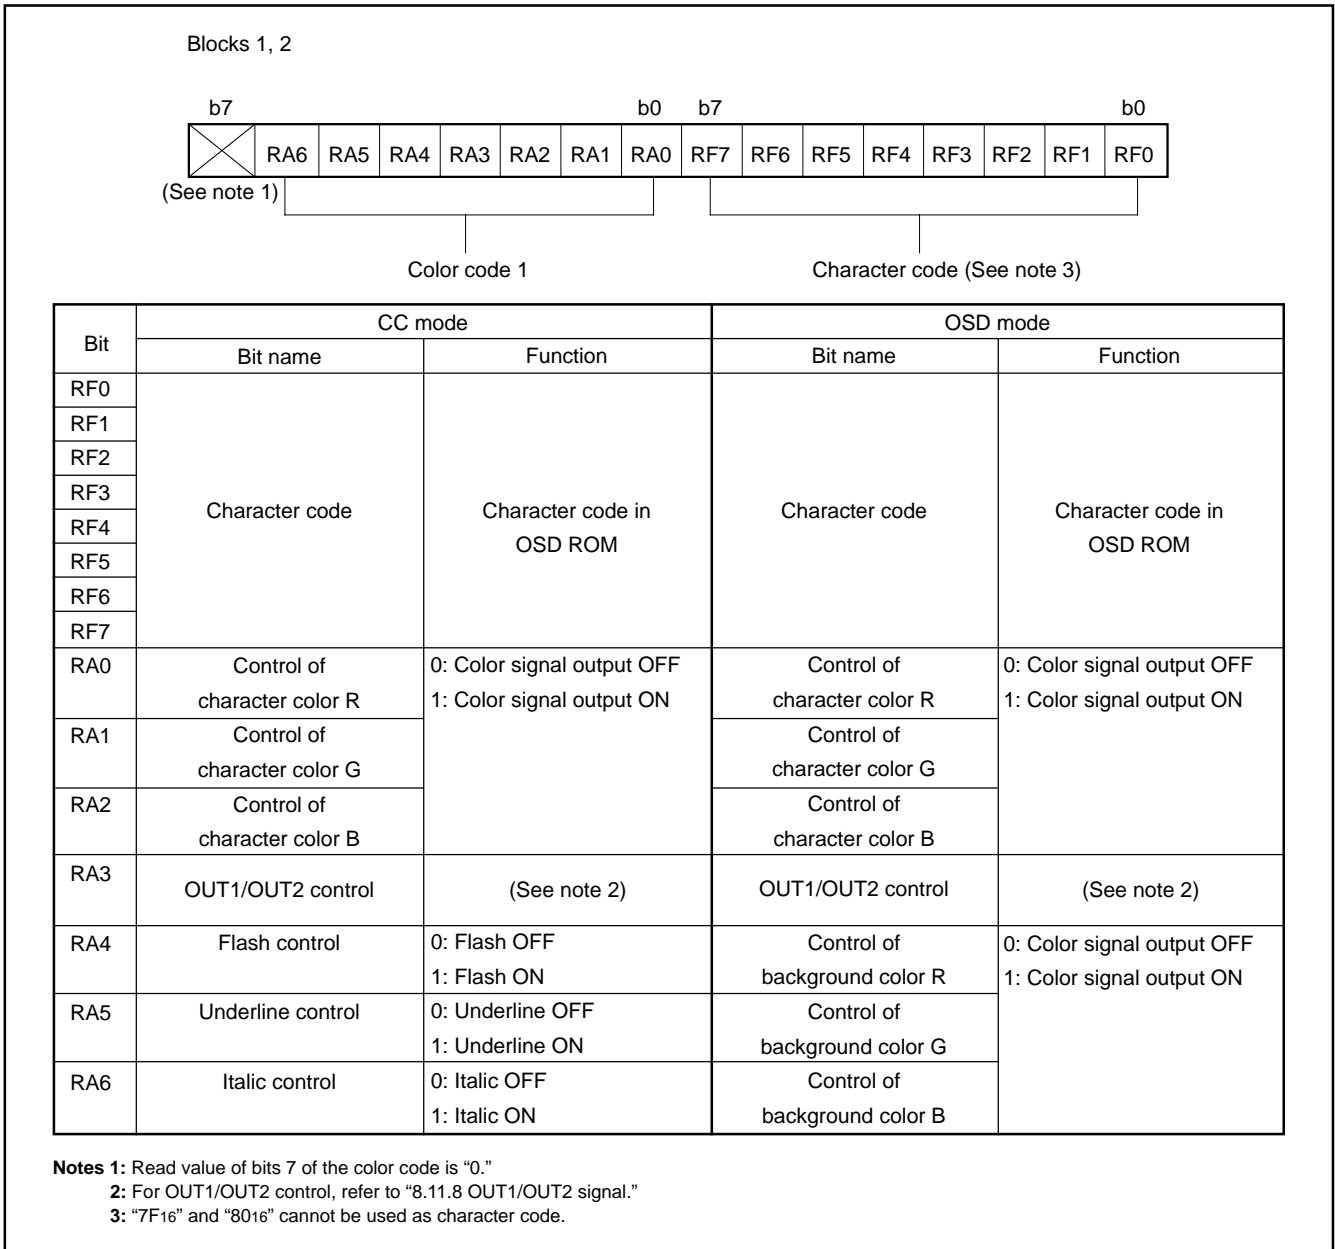 Blocks 1, 2
b7 b0 b7 b0
RA6 RA5 RA4 RA3 RA2 RA1 RA0 RF7 RF6 RF5 RF4 RF3 RF2 RF1 RF0
(See note 1)
Color code 1 Character code (See note 3)
Bit CC mode OSD mode
Bit name Function Bit name Function
RF0
RF1
RF2
RF3
RF4
RF5
RF6
RF7
Character code Character code in Character code Character code in
OSD ROM OSD ROM
RA0 Control of 0: Color signal output OFF Control of 0: Color signal output OFF
character color R 1: Color signal output ON character color R 1: Color signal output ON
RA1 Control of Control of
character color G character color G
RA2 Control of Control of
character color B character color B
RA3 OUT1/OUT2 control (See note 2) OUT1/OUT2 control (See note 2)
RA4 Flash control 0: Flash OFF Control of 0: Color signal output OFF
1: Flash ON background color R 1: Color signal output ON
RA5 Underline control 0: Underline OFF Control of
1: Underline ON background color G
RA6 Italic control 0: Italic OFF Control of
1: Italic ON background color B
Notes 1: Read value of bits 7 of the color code is “0.”
2: For OUT1/OUT2 control, refer to “8.11.8 OUT1/OUT2 signal.”
3: “7F16” and “8016” cannot be used as character code.